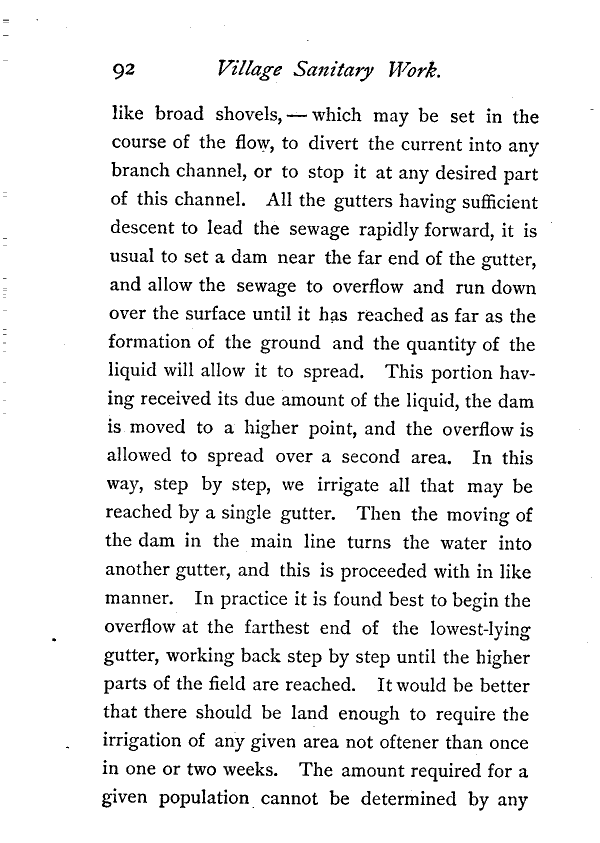 92 Village Sanitary Work.
like broad shovels, — which may be set in the
course of the flow, to divert the current into any
branch channel, or to stop it at any desired part
of this channel. All the gutters having sufficient
descent to lead the sewage rapidly forward, it is
usual to set a dam near the far end of the gutter,
and allow the sewage to overflow and run down
over the surface until it has reached as far as the
formation of the ground and the quantity of the
liquid will allow it to spread. This portion hav-
ing received its due amount of the liquid, the dam
is moved to a higher point, and the overflow is
allowed to spread over a second area. In this
way, step by step, we irrigate all that may be
reached by a single gutter. Then the moving of
the dam in the main line turns the water into
another gutter, and this is proceeded with in like
manner. In practice it is found best to begin the
overflow at the farthest end of the lowest-lying
gutter, working back step by step until the higher
parts of the field are reached. It would be better
that there should be land enough to require the
irrigation of any given area not oftener than once
in one or two weeks. The amount required for a
given population cannot be determined by any